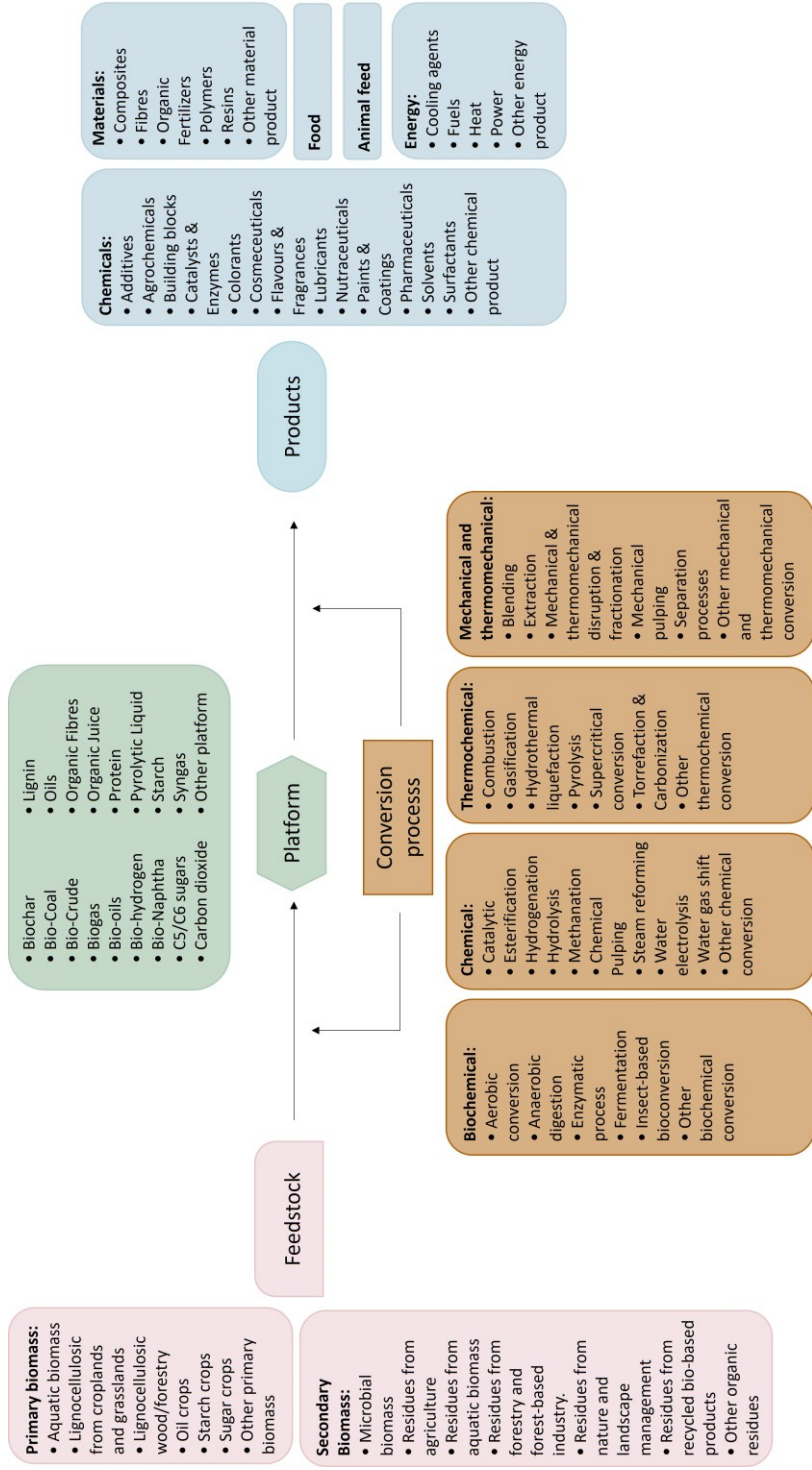 Primary biomass:
• Aquatic biomass
• Lignocellulosic
from croplands
and grasslands
• Lignocellulosic
wood/forestry
• Oil crops
• Starch crops
• Sugar crops
• Other primary
biomass
Secondary
Biomass:
• Microbial
biomass
• Residues from
agriculture
• Residues from
aquatic biomass
• Residues from
forestry and
forest-based
industry.
• Residues from
nature and
landscape
management
• Residues from
recycled bio-based
products
• Other organic
residues
Feedstock
• Biochar
• Bio-Coal
• Bio-Crude
• Biogas
• Bio-oils
• Bio-hydrogen
• Bio-Naphtha
• C5/C6 sugars
• Carbon dioxide
• Lignin
• Oils
• Organic Fibres
• Organic Juice
• Protein
• Pyrolytic Liquid
• Starch
• Syngas
• Other platform
Platform
Conversion
processs
Biochemical:
• Aerobic
conversion
• Anaerobic
digestion
• Enzymatic
process
• Fermentation
• Insect-based
bioconversion
• Other
biochemical
conversion
Chemical:
• Catalytic
• Esterification
• Hydrogenation
• Hydrolysis
• Methanation
• Chemical
Pulping
• Steam reforming
• Water
electrolysis
• Water gas shift
• Other chemical
conversion
Thermochemical:
• Combustion
• Gasification
• Hydrothermal
liquefaction
• Pyrolysis
• Supercritical
conversion
• Torrefaction &
Carbonization
• Other
thermochemical
conversion
Mechanical and
thermomechanical:
• Blending
• Extraction
• Mechanical &
thermomechanical
disruption &
fractionation
• Mechanical
pulping
• Separation
processes
• Other mechanical
and
thermomechanical
conversion
Products
Chemicals:
• Additives
• Agrochemicals
• Building blocks
• Catalysts &
Enzymes
• Colorants
• Cosmeceuticals
• Flavours &
Fragrances
• Lubricants
• Nutraceuticals
• Paints &
Coatings
• Pharmaceuticals
• Solvents
• Surfactants
• Other chemical
product
Materials:
• Composites
• Fibres
• Organic
Fertilizers
• Polymers
• Resins
• Other material
product
Food
Animal feed
Energy:
• Cooling agents
• Fuels
• Heat
• Power
• Other energy
product